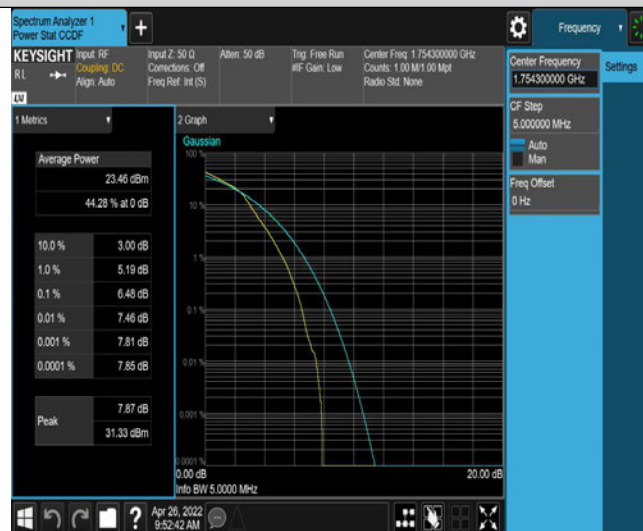 Spectrum Analyzer 1
Power Stat CCDF
+
Frequency
KEYSIGHT
RL
LXI
Input: RF
Coupling: DC
Align: Auto
Input Z: 50 Ω
Corrections: Off
Freq Ref: Int (S)
Atten: 50 dB
Trig: Free Run
#IF Gain: Low
Center Freq: 1.754300000 GHz
Counts: 1.00 M/1.00 Mpt
Radio Std: None
Center Frequency
1.754300000 GHz
Settings
CF Step
5.000000 MHz
Auto
Man
Freq Offset
0 Hz
1 Metrics
Average Power
23.46 dBm
44.28 % at 0 dB
10.0 % 3.00 dB
1.0 % 5.19 dB
0.1 % 6.48 dB
0.01 % 7.46 dB
0.001 % 7.81 dB
0.0001 % 7.85 dB
Peak 7.87 dB
31.33 dBm
2 Graph
Gaussian
100 %
10 %
1 %
0.1 %
0.01 %
0.001 %
0.0001 %
0.00 dB 20.00 dB
Info BW 5.0000 MHz
?
Apr 26, 2022
9:52:42 AM